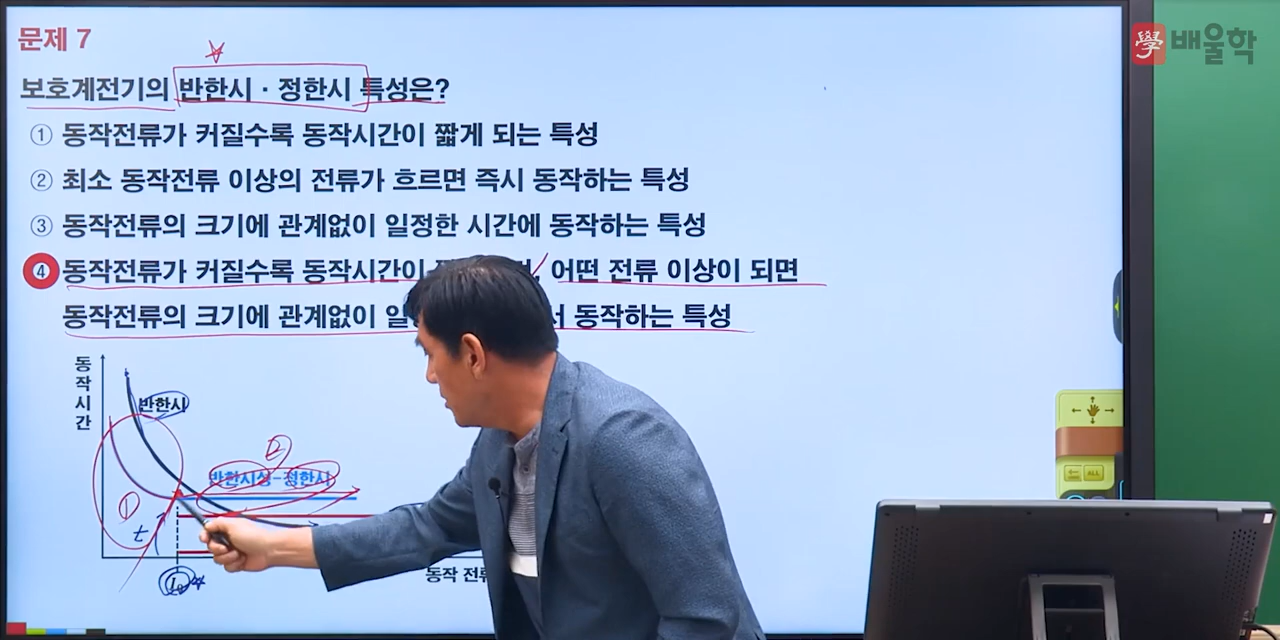 문제 7
學 배울학
보호계전기의 반한시 · 정한시 특성은?
① 동작전류가 커질수록 동작시간이 짧게 되는 특성
② 최소 동작전류 이상의 전류가 흐르면 즉시 동작하는 특성
③ 동작전류의 크기에 관계없이 일정한 시간에 동작하는 특성
④ 동작전류가 커질수록 동작시간이 어떤 전류 이상이 되면
동작전류의 크기에 관계없이 동작하는 특성
동작시간
반한시
②
반한시성-정한시
①
t
동작 전류
ALL